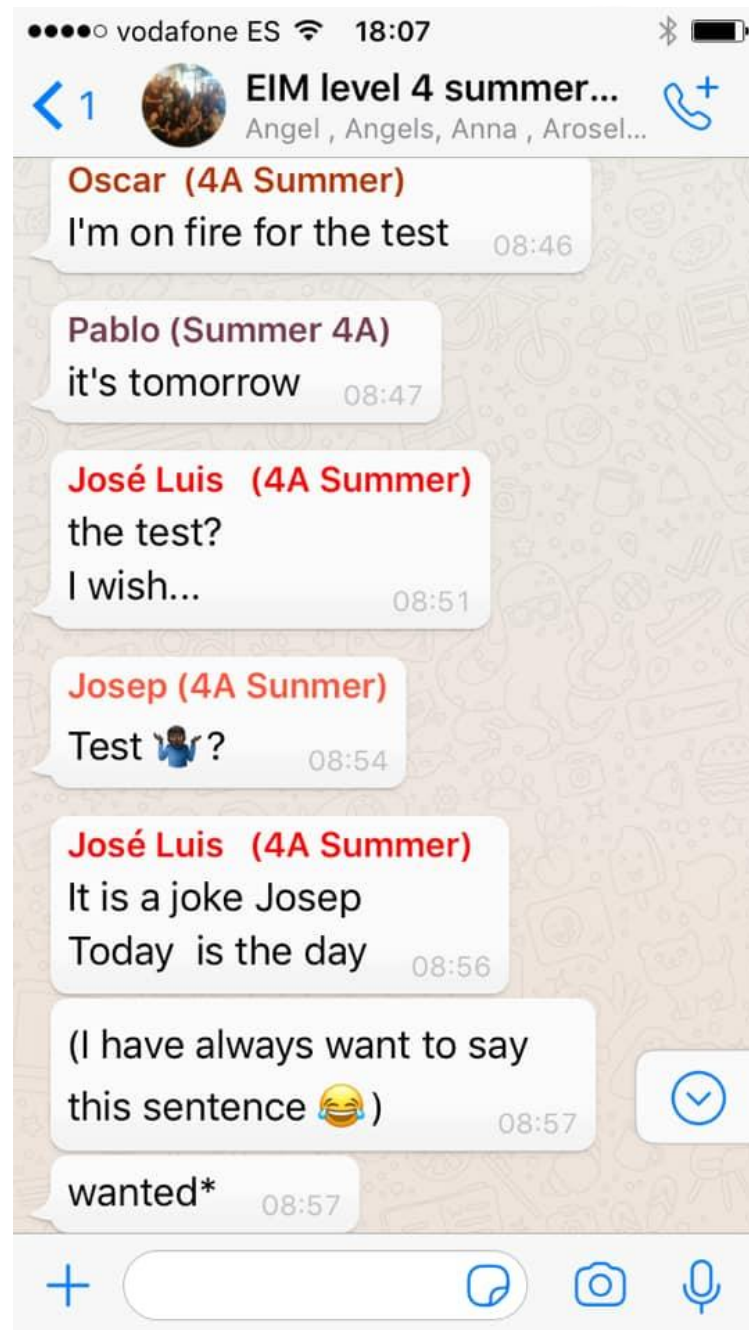 vodafone ES 18:07
1
EIM level 4 summer...
Angel , Angels, Anna , Arosel...
Oscar (4A Summer)
I'm on fire for the test 08:46
Pablo (Summer 4A)
it's tomorrow 08:47
José Luis (4A Summer)
the test?
I wish... 08:51
Josep (4A Sunmer)
Test 🤷🏿‍♂️? 08:54
José Luis (4A Summer)
It is a joke Josep
Today is the day 08:56
(I have always want to say
this sentence 😂) 08:57
wanted* 08:57